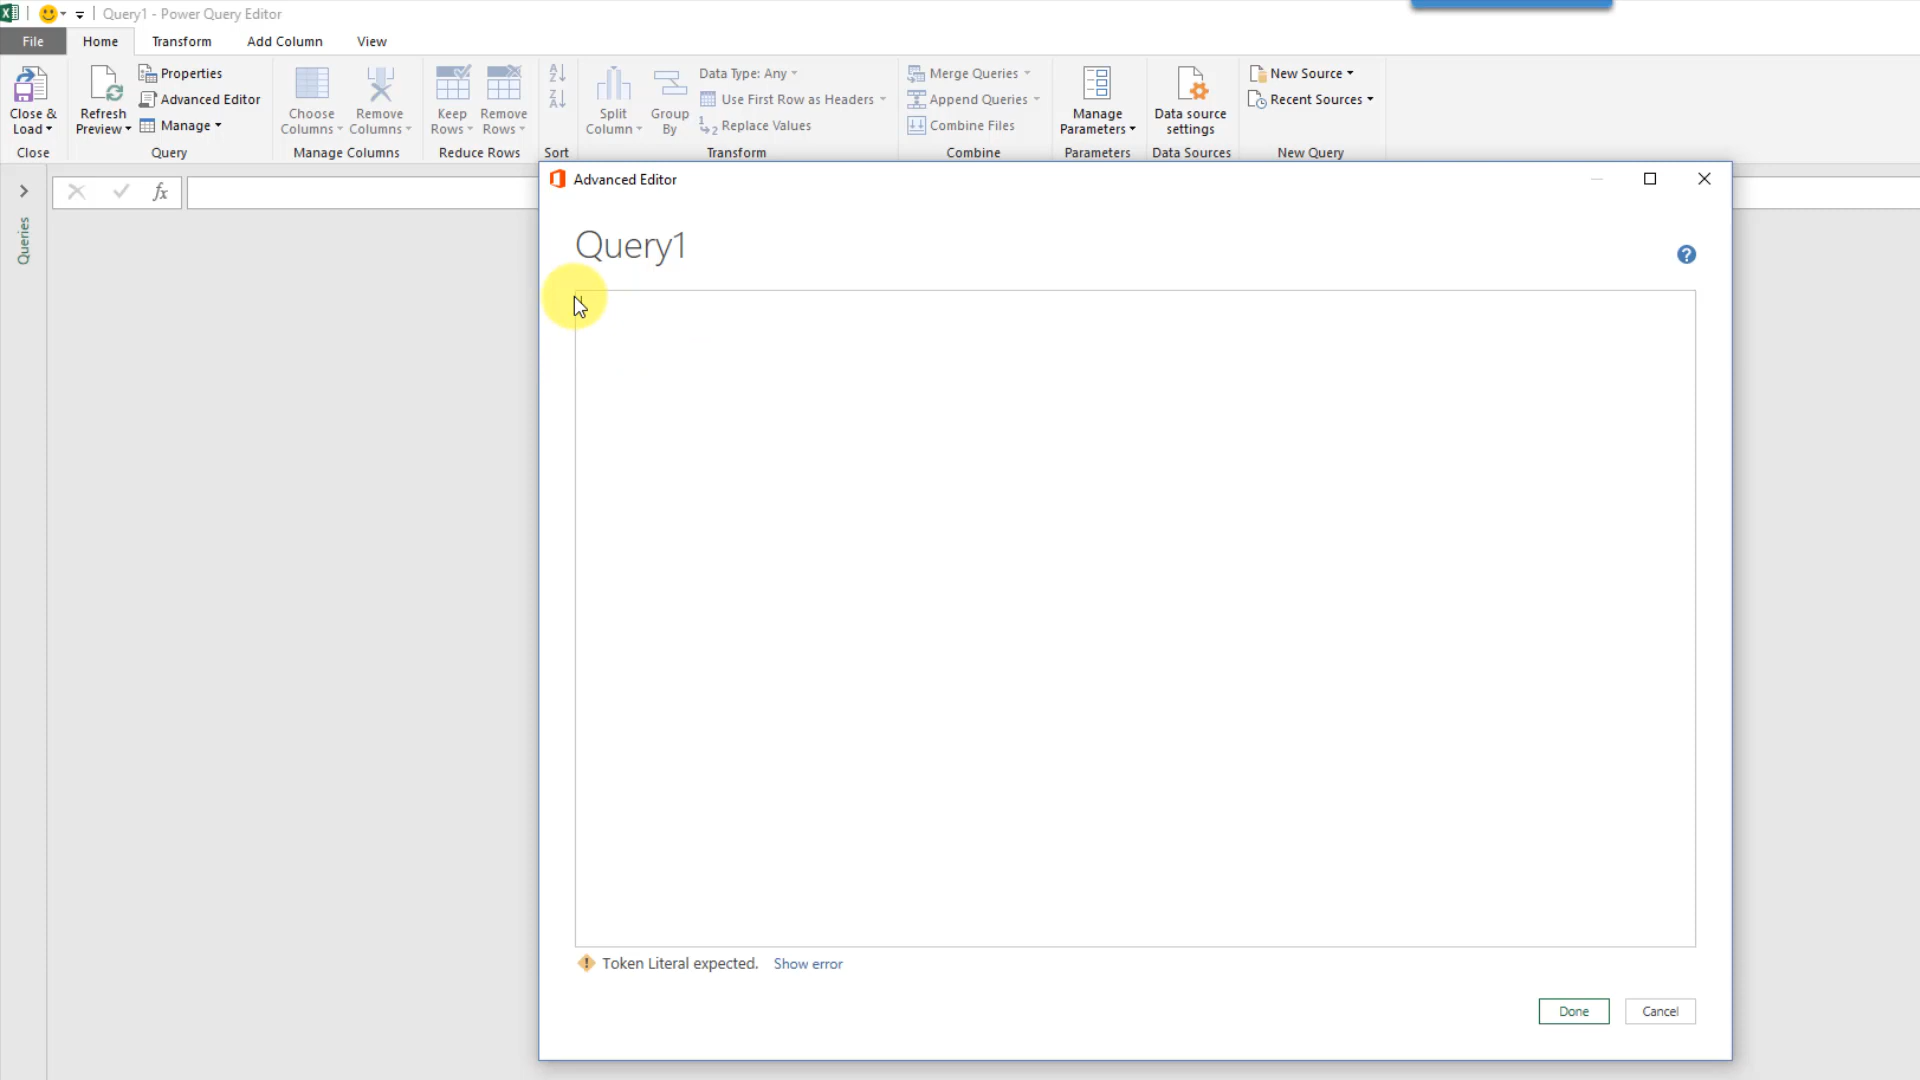 Query1 - Power Query Editor
File
Home
Transform
Add Column
View
Close & Load
Refresh Preview
Properties
Advanced Editor
Manage
Choose Columns
Remove Columns
Keep Rows
Remove Rows
A Z
Z A
Split Column
Group By
Data Type: Any
Use First Row as Headers
1 2 Replace Values
Merge Queries
Append Queries
Combine Files
Manage Parameters
Data source settings
New Source
Recent Sources
Close
Query
Manage Columns
Reduce Rows
Sort
Transform
Combine
Parameters
Data Sources
New Query
fx
Queries
Advanced Editor
Query1
?
Token Literal expected. Show error
Done
Cancel